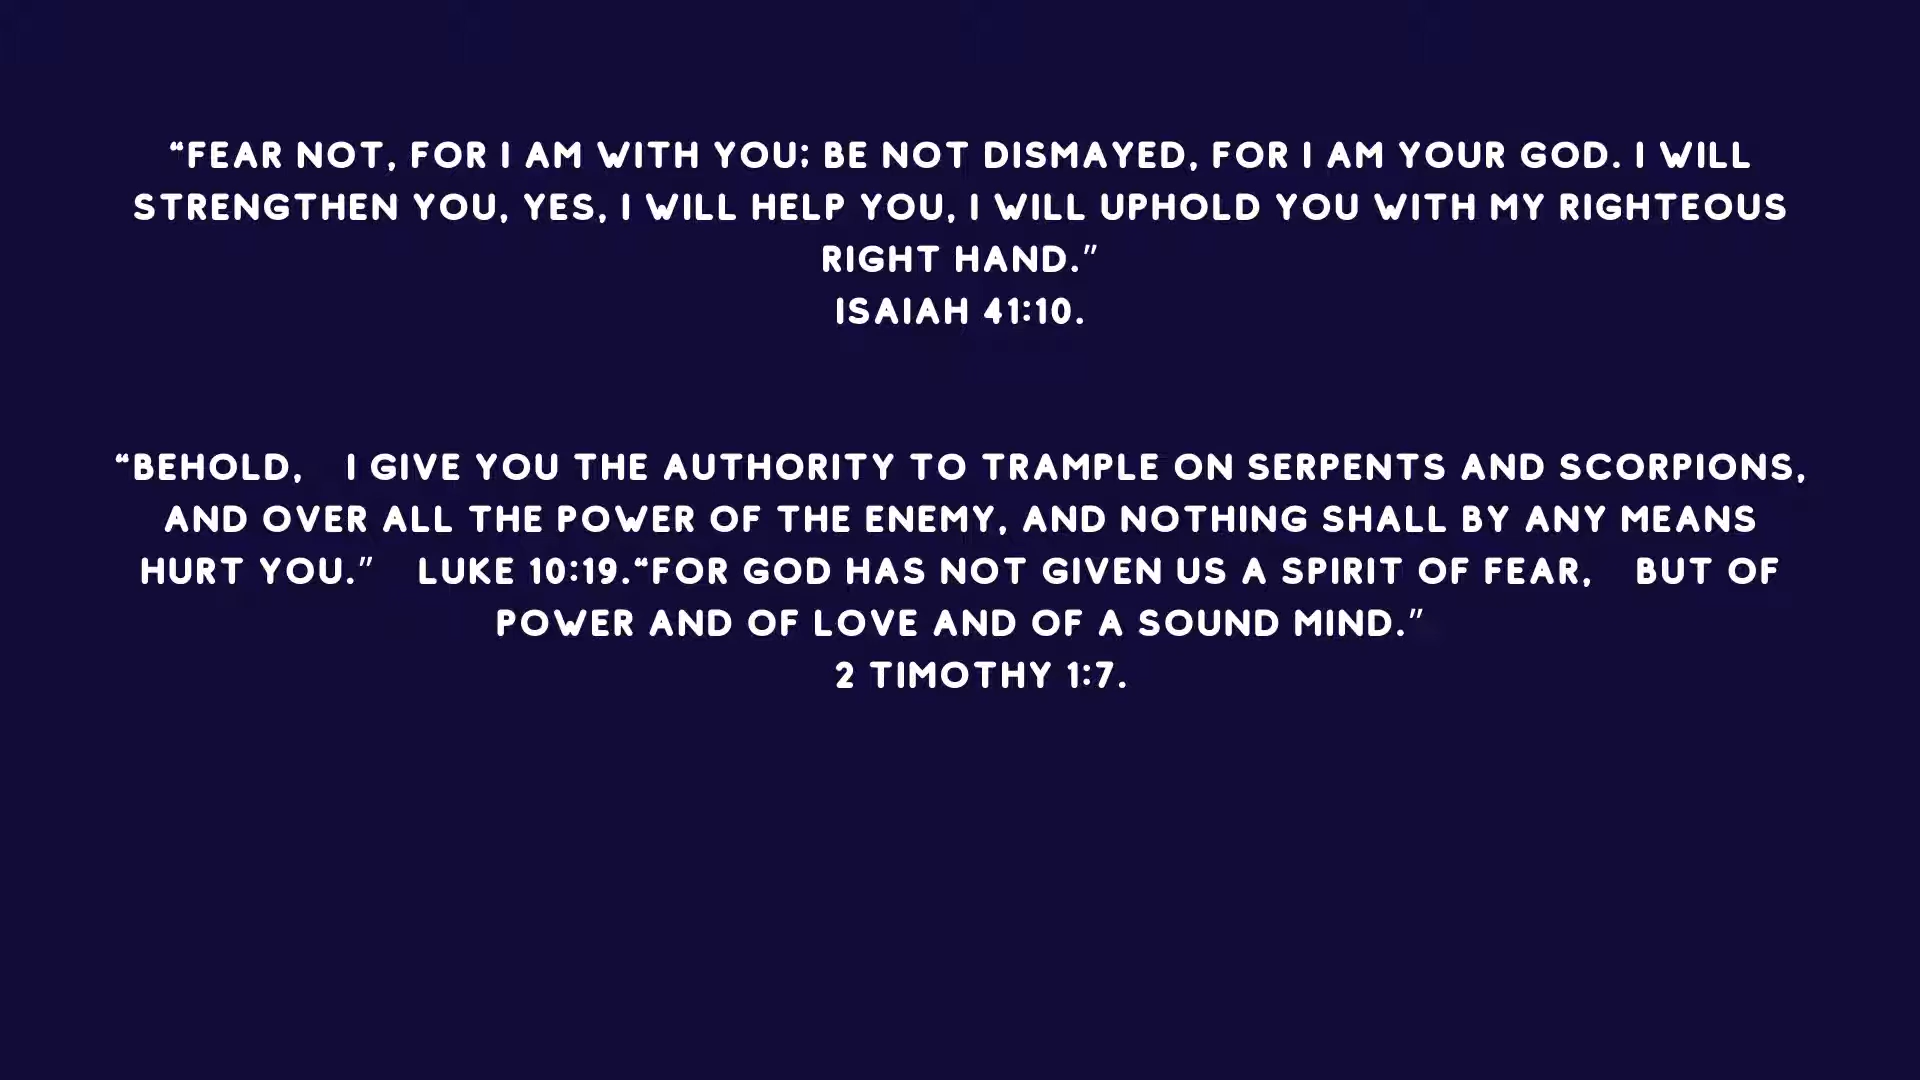 “FEAR NOT, FOR I AM WITH YOU; BE NOT DISMAYED, FOR I AM YOUR GOD. I WILL
STRENGTHEN YOU, YES, I WILL HELP YOU, I WILL UPHOLD YOU WITH MY RIGHTEOUS
RIGHT HAND.”
ISAIAH 41:10.
“BEHOLD, I GIVE YOU THE AUTHORITY TO TRAMPLE ON SERPENTS AND SCORPIONS,
AND OVER ALL THE POWER OF THE ENEMY, AND NOTHING SHALL BY ANY MEANS
HURT YOU.” LUKE 10:19.“FOR GOD HAS NOT GIVEN US A SPIRIT OF FEAR, BUT OF
POWER AND OF LOVE AND OF A SOUND MIND.”
2 TIMOTHY 1:7.